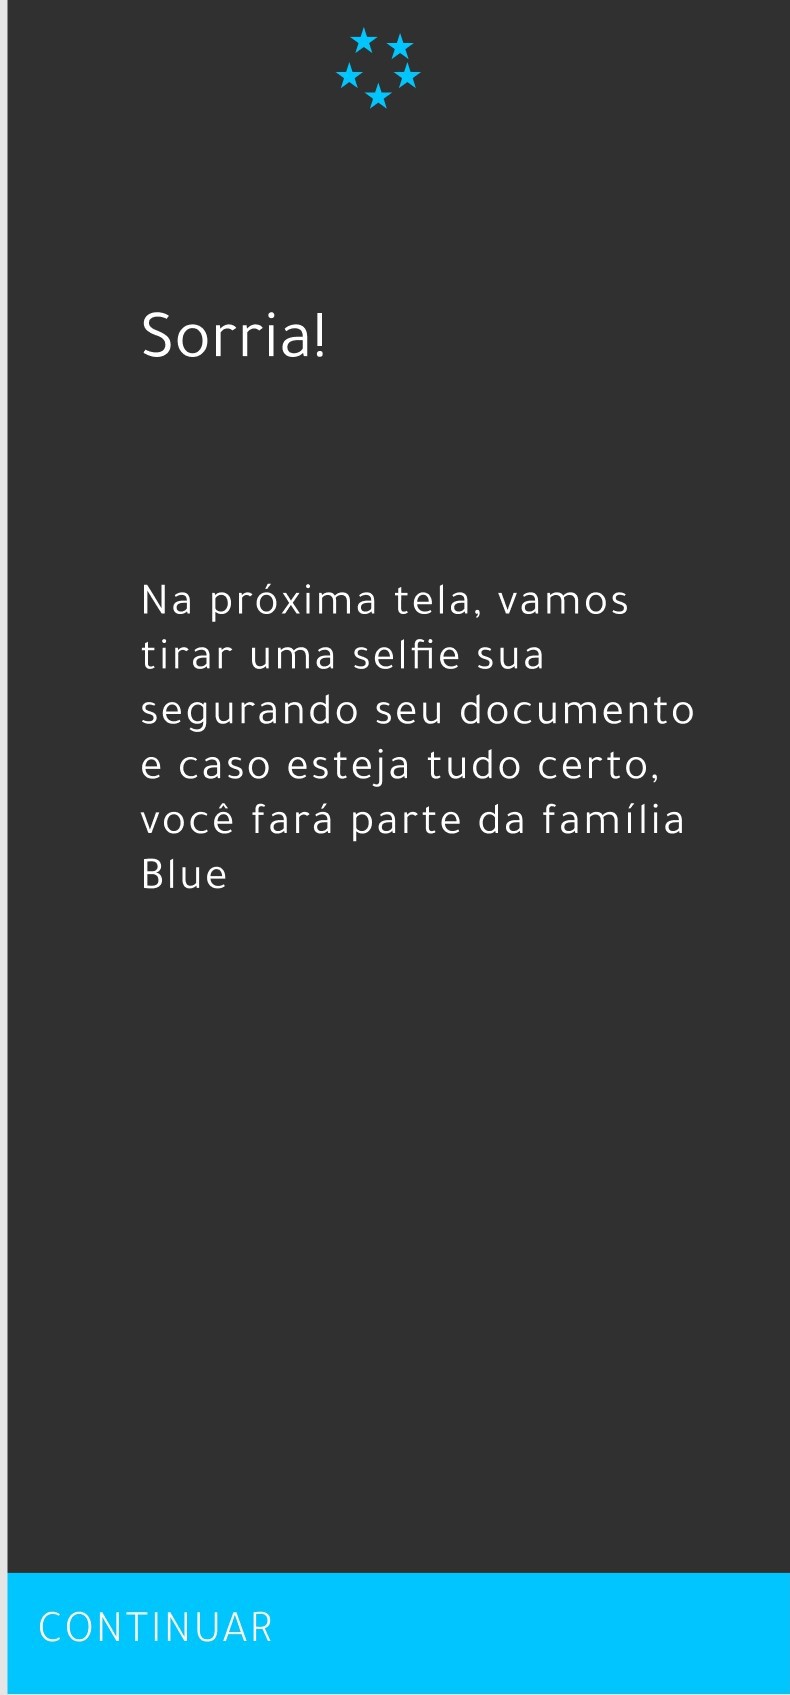 Sorria!
Na próxima tela, vamos
tirar uma selfie sua
segurando seu documento
e caso esteja tudo certo,
você fará parte da família
Blue
CONTINUAR